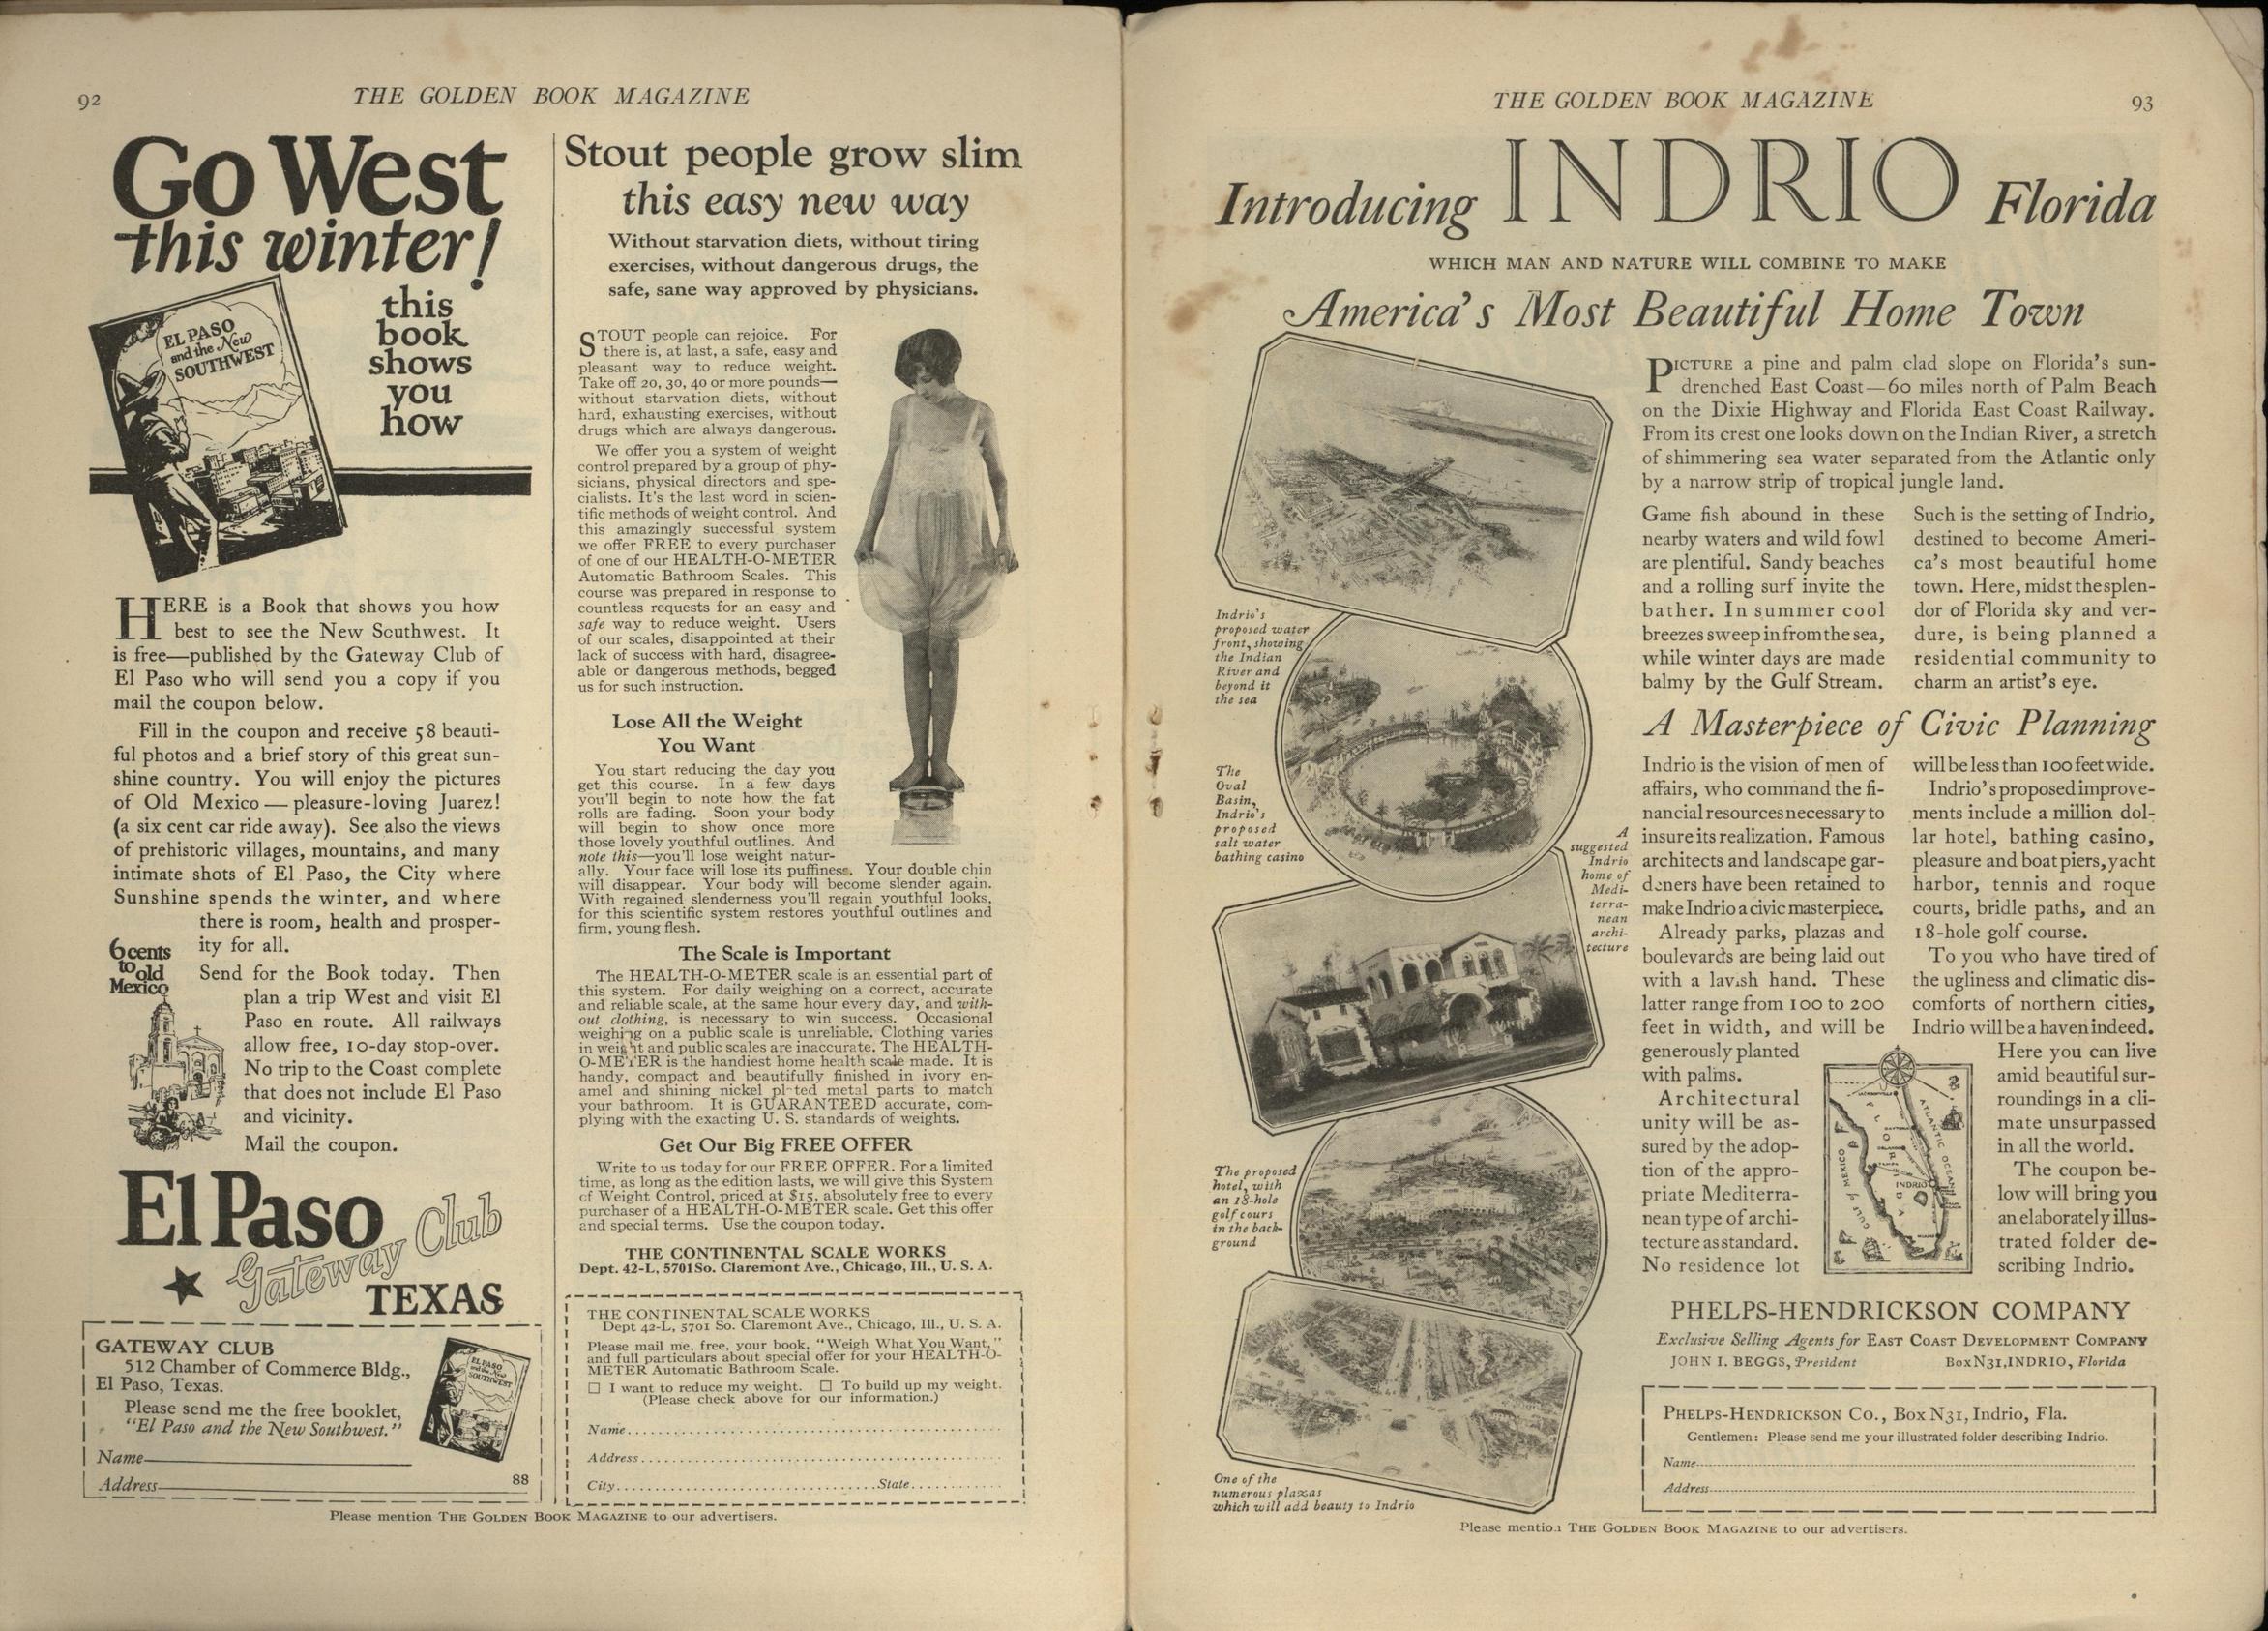 92
THE GOLDEN BOOK MAGAZINE
Go West
this winter!
this
book
shows
you
how
EL PASO
and the New
SOUTHWEST
HERE is a Book that shows you how
best to see the New Southwest. It
is free—published by the Gateway Club of
El Paso who will send you a copy if you
mail the coupon below.
Fill in the coupon and receive 58 beauti-
ful photos and a brief story of this great sun-
shine country. You will enjoy the pictures
of Old Mexico — pleasure-loving Juarez!
(a six cent car ride away). See also the views
of prehistoric villages, mountains, and many
intimate shots of El Paso, the City where
Sunshine spends the winter, and where
there is room, health and prosper-
ity for all.
6 cents
to old
Mexico
Send for the Book today. Then
plan a trip West and visit El
Paso en route. All railways
allow free, 10-day stop-over.
No trip to the Coast complete
that does not include El Paso
and vicinity.
Mail the coupon.
El Paso
Gateway Club
TEXAS
GATEWAY CLUB
512 Chamber of Commerce Bldg.,
El Paso, Texas.
Please send me the free booklet,
"El Paso and the New Southwest."
Name
Address
88
EL PASO
and the New
SOUTHWEST
Stout people grow slim
this easy new way
Without starvation diets, without tiring
exercises, without dangerous drugs, the
safe, sane way approved by physicians.
STOUT people can rejoice. For
there is, at last, a safe, easy and
pleasant way to reduce weight.
Take off 20, 30, 40 or more pounds—
without starvation diets, without
hard, exhausting exercises, without
drugs which are always dangerous.
We offer you a system of weight
control prepared by a group of phy-
sicians, physical directors and spe-
cialists. It's the last word in scien-
tific methods of weight control. And
this amazingly successful system
we offer FREE to every purchaser
of one of our HEALTH-O-METER
Automatic Bathroom Scales. This
course was prepared in response to
countless requests for an easy and
safe way to reduce weight. Users
of our scales, disappointed at their
lack of success with hard, disagree-
able or dangerous methods, begged
us for such instruction.
Lose All the Weight
You Want
You start reducing the day you
get this course. In a few days
you'll begin to note how the fat
rolls are fading. Soon your body
will begin to show once more
those lovely youthful outlines. And
note this—you'll lose weight natur-
ally. Your face will lose its puffiness. Your double chin
will disappear. Your body will become slender again.
With regained slenderness you'll regain youthful looks,
for this scientific system restores youthful outlines and
firm, young flesh.
The Scale is Important
The HEALTH-O-METER scale is an essential part of
this system. For daily weighing on a correct, accurate
and reliable scale, at the same hour every day, and with-
out clothing, is necessary to win success. Occasional
weighing on a public scale is unreliable. Clothing varies
in weight and public scales are inaccurate. The HEALTH-
O-METER is the handiest home health scale made. It is
handy, compact and beautifully finished in ivory en-
amel and shining nickel plated metal parts to match
your bathroom. It is GUARANTEED accurate, com-
plying with the exacting U. S. standards of weights.
Get Our Big FREE OFFER
Write to us today for our FREE OFFER. For a limited
time, as long as the edition lasts, we will give this System
of Weight Control, priced at $15, absolutely free to every
purchaser of a HEALTH-O-METER scale. Get this offer
and special terms. Use the coupon today.
THE CONTINENTAL SCALE WORKS
Dept. 42-L, 5701 So. Claremont Ave., Chicago, Ill., U. S. A.
THE CONTINENTAL SCALE WORKS
Dept 42-L, 5701 So. Claremont Ave., Chicago, Ill., U. S. A.
Please mail me, free, your book, "Weigh What You Want,"
and full particulars about special offer for your HEALTH-O-
METER Automatic Bathroom Scale.
☐ I want to reduce my weight. ☐ To build up my weight.
(Please check above for our information.)
Name
Address
City State
Please mention THE GOLDEN BOOK MAGAZINE to our advertisers.
THE GOLDEN BOOK MAGAZINE
93
Introducing INDRIO Florida
WHICH MAN AND NATURE WILL COMBINE TO MAKE
America's Most Beautiful Home Town
Indrio's
proposed water
front, showing
the Indian
River and
beyond it
the sea
The
Oval
Basin,
Indrio's
proposed
salt water
bathing casino
A
suggested
Indrio
home of
Medi-
terra-
nean
archi-
tecture
The proposed
hotel, with
an 18-hole
golf cours
in the back-
ground
One of the
numerous plazas
which will add beauty to Indrio
PICTURE a pine and palm clad slope on Florida's sun-
drenched East Coast—60 miles north of Palm Beach
on the Dixie Highway and Florida East Coast Railway.
From its crest one looks down on the Indian River, a stretch
of shimmering sea water separated from the Atlantic only
by a narrow strip of tropical jungle land.
Game fish abound in these
nearby waters and wild fowl
are plentiful. Sandy beaches
and a rolling surf invite the
bather. In summer cool
breezes sweep in from the sea,
while winter days are made
balmy by the Gulf Stream.
Such is the setting of Indrio,
destined to become Ameri-
ca's most beautiful home
town. Here, midst the splen-
dor of Florida sky and ver-
dure, is being planned a
residential community to
charm an artist's eye.
A Masterpiece of Civic Planning
Indrio is the vision of men of
affairs, who command the fi-
nancial resources necessary to
insure its realization. Famous
architects and landscape gar-
deners have been retained to
make Indrio a civic masterpiece.
Already parks, plazas and
boulevards are being laid out
with a lavish hand. These
latter range from 100 to 200
feet in width, and will be
generously planted
with palms.
Architectural
unity will be as-
sured by the adop-
tion of the appro-
priate Mediterra-
nean type of archi-
tecture as standard.
No residence lot
will be less than 100 feet wide.
Indrio's proposed improve-
ments include a million dol-
lar hotel, bathing casino,
pleasure and boat piers, yacht
harbor, tennis and roque
courts, bridle paths, and an
18-hole golf course.
To you who have tired of
the ugliness and climatic dis-
comforts of northern cities,
Indrio will be a haven indeed.
Here you can live
amid beautiful sur-
roundings in a cli-
mate unsurpassed
in all the world.
The coupon be-
low will bring you
an elaborately illus-
trated folder de-
scribing Indrio.
FLORIDA
ATLANTIC OCEAN
GULF of MEXICO
INDRIO
PHELPS-HENDRICKSON COMPANY
Exclusive Selling Agents for EAST COAST DEVELOPMENT COMPANY
JOHN I. BEGGS, President Box N31, INDRIO, Florida
PHELPS-HENDRICKSON CO., Box N31, Indrio, Fla.
Gentlemen: Please send me your illustrated folder describing Indrio.
Name
Address
Please mention THE GOLDEN BOOK MAGAZINE to our advertisers.